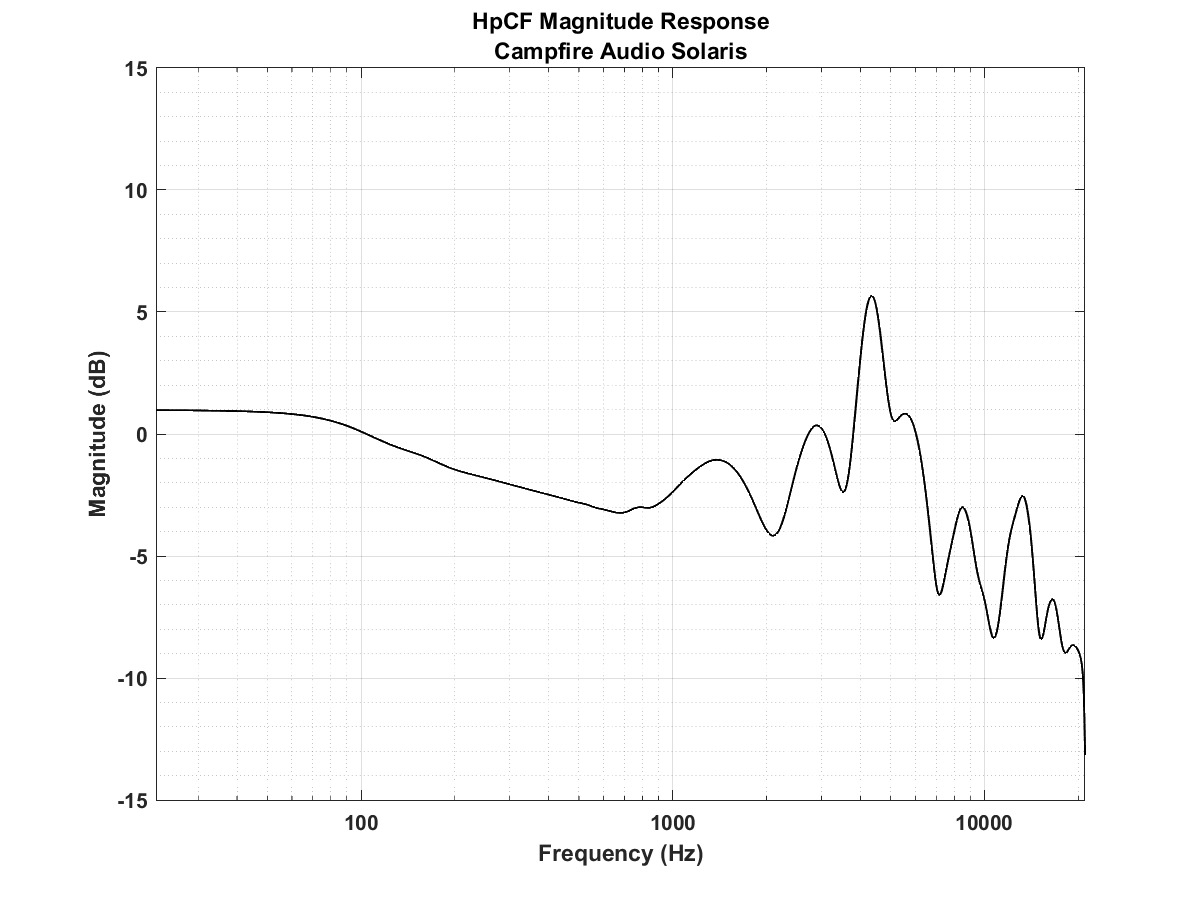 HpCF Magnitude Response
Campfire Audio Solaris
15
10
5
0
-5
-10
-15
Magnitude (dB)
100 1000 10000
Frequency (Hz)